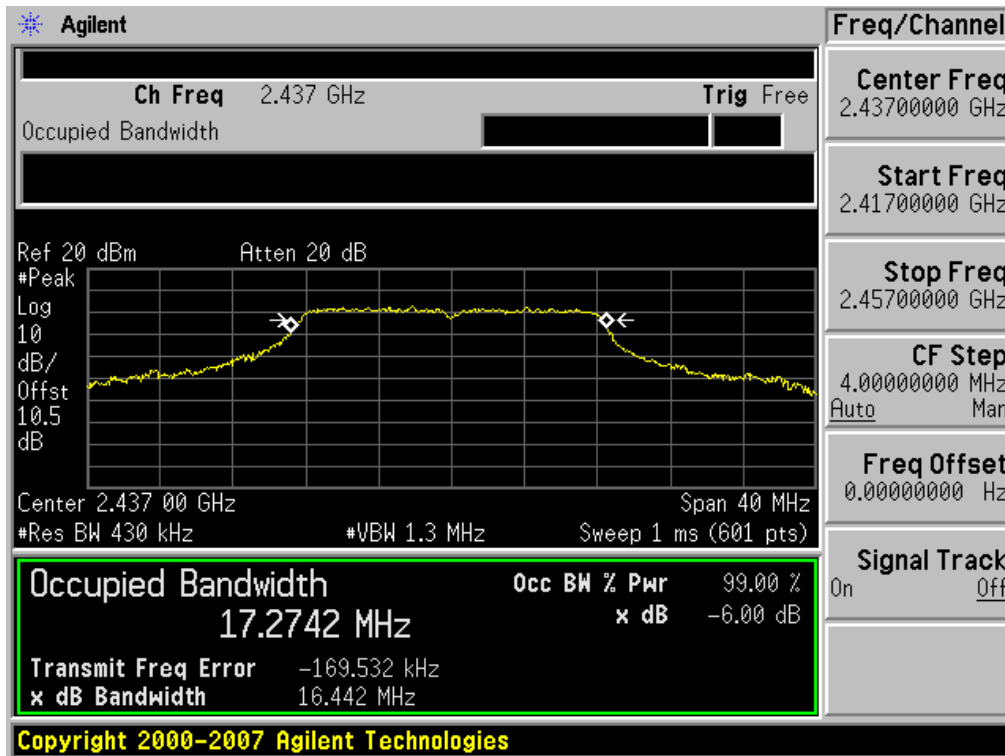 Agilent
Freq/Channel
Ch Freq 2.437 GHz Trig Free
Occupied Bandwidth
Center Freq
2.43700000 GHz
Start Freq
2.41700000 GHz
Stop Freq
2.45700000 GHz
CF Step
4.00000000 MHz
Auto Man
Freq Offset
0.00000000 Hz
Signal Track
On Off
Ref 20 dBm Atten 20 dB
#Peak
Log
10
dB/
Offst
10.5
dB
Center 2.437 00 GHz Span 40 MHz
#Res BW 430 kHz #VBW 1.3 MHz Sweep 1 ms (601 pts)
Occupied Bandwidth
17.2742 MHz
Occ BW % Pwr 99.00 %
x dB -6.00 dB
Transmit Freq Error -169.532 kHz
x dB Bandwidth 16.442 MHz
Copyright 2000-2007 Agilent Technologies